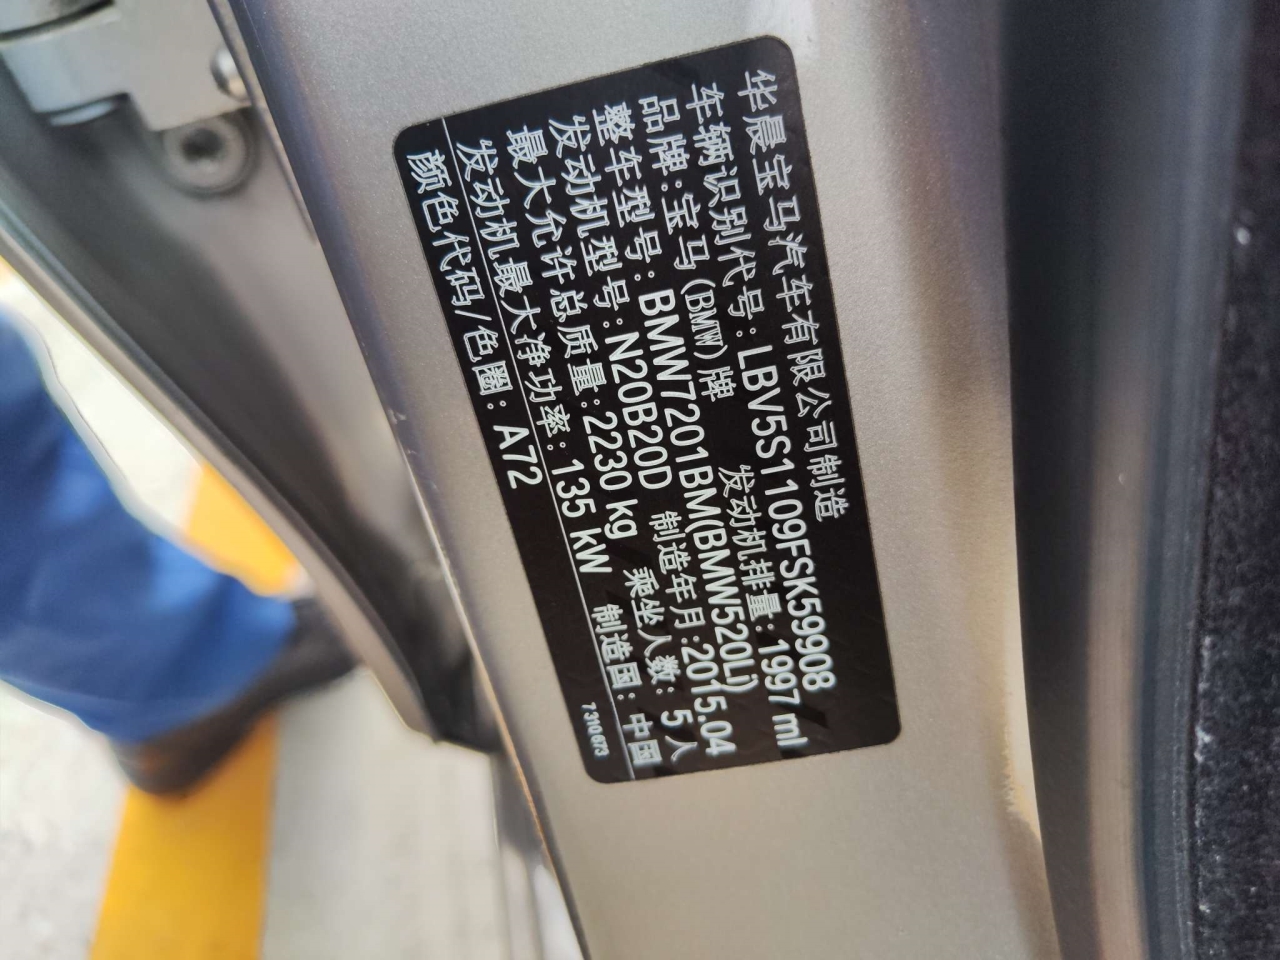 华晨宝马汽车有限公司制造
车辆识别代号: LBV5S1109FSK59908
品牌: 宝马 (BMW) 牌 发动机排量: 1997 ml
整车型号: BMW7201BM(BMW520Li)
发动机型号: N20B20D 制造年月: 2015.04
最大允许总质量: 2230 kg 乘坐人数: 5 人
发动机最大净功率: 135 kW 制造国: 中国
颜色代码/色圈: A72
7 310 673